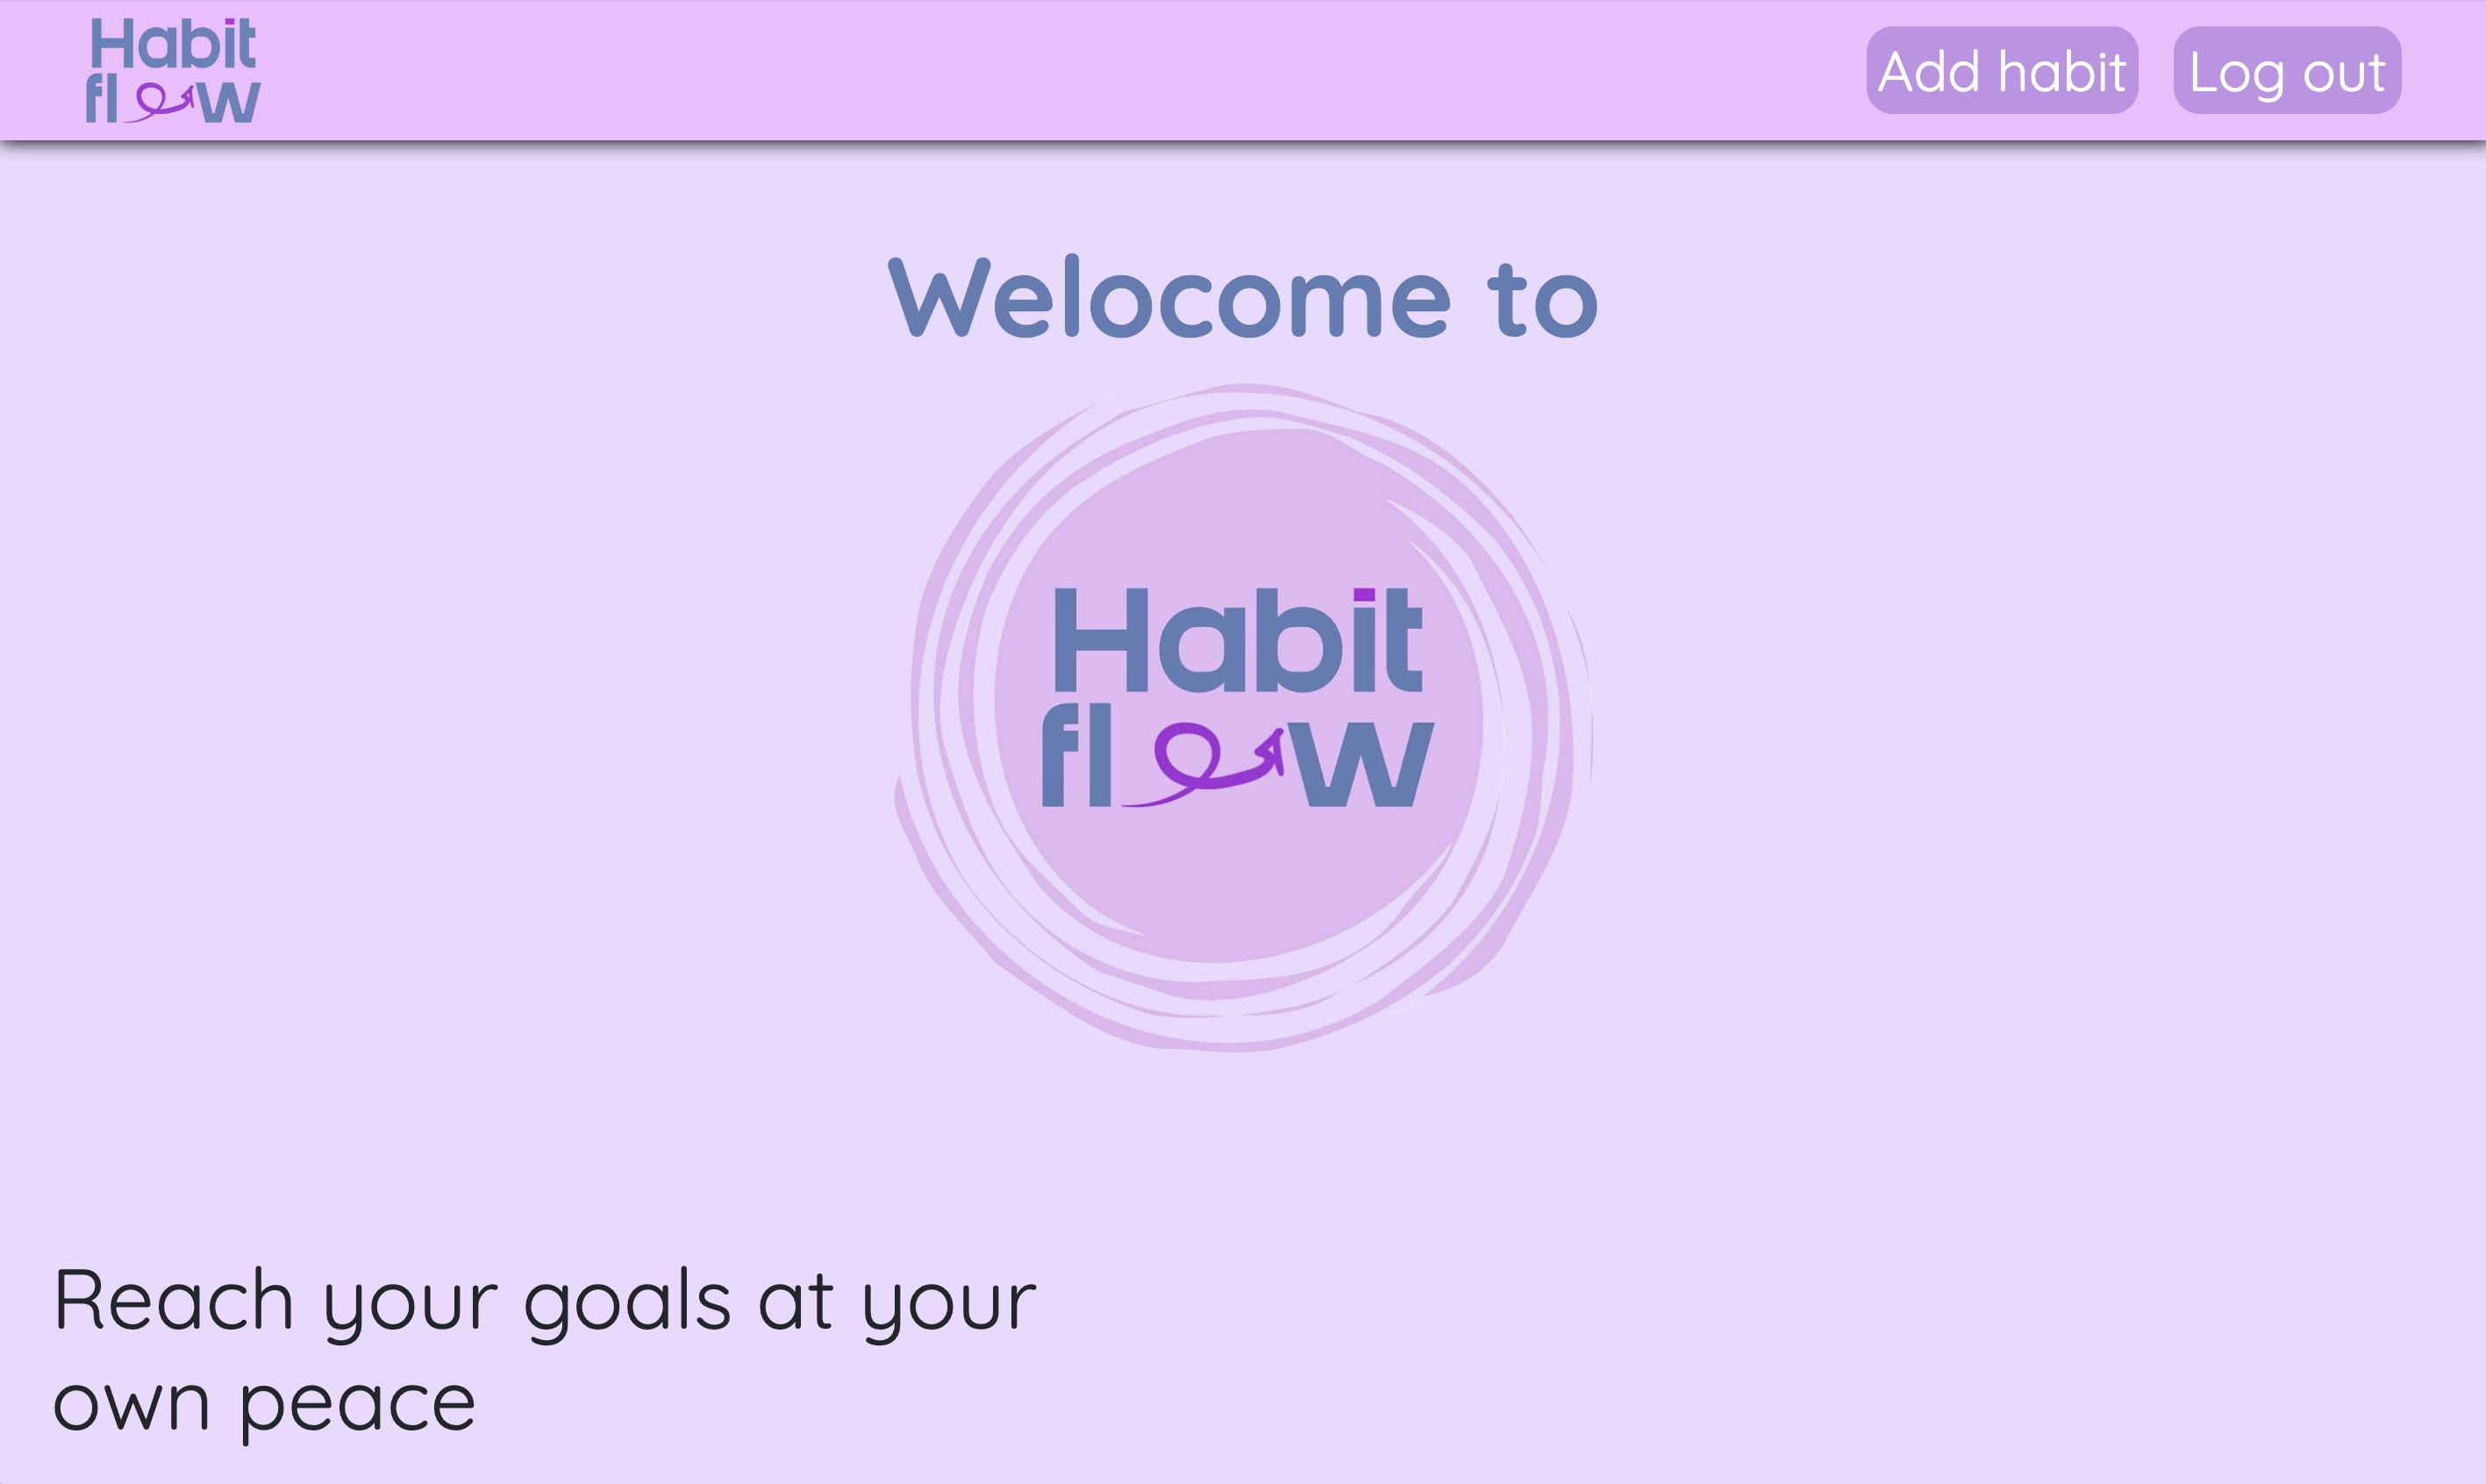 Habit
flow
Add habit
Log out
Welocome to
Habit
flow
Reach your goals at your
own peace